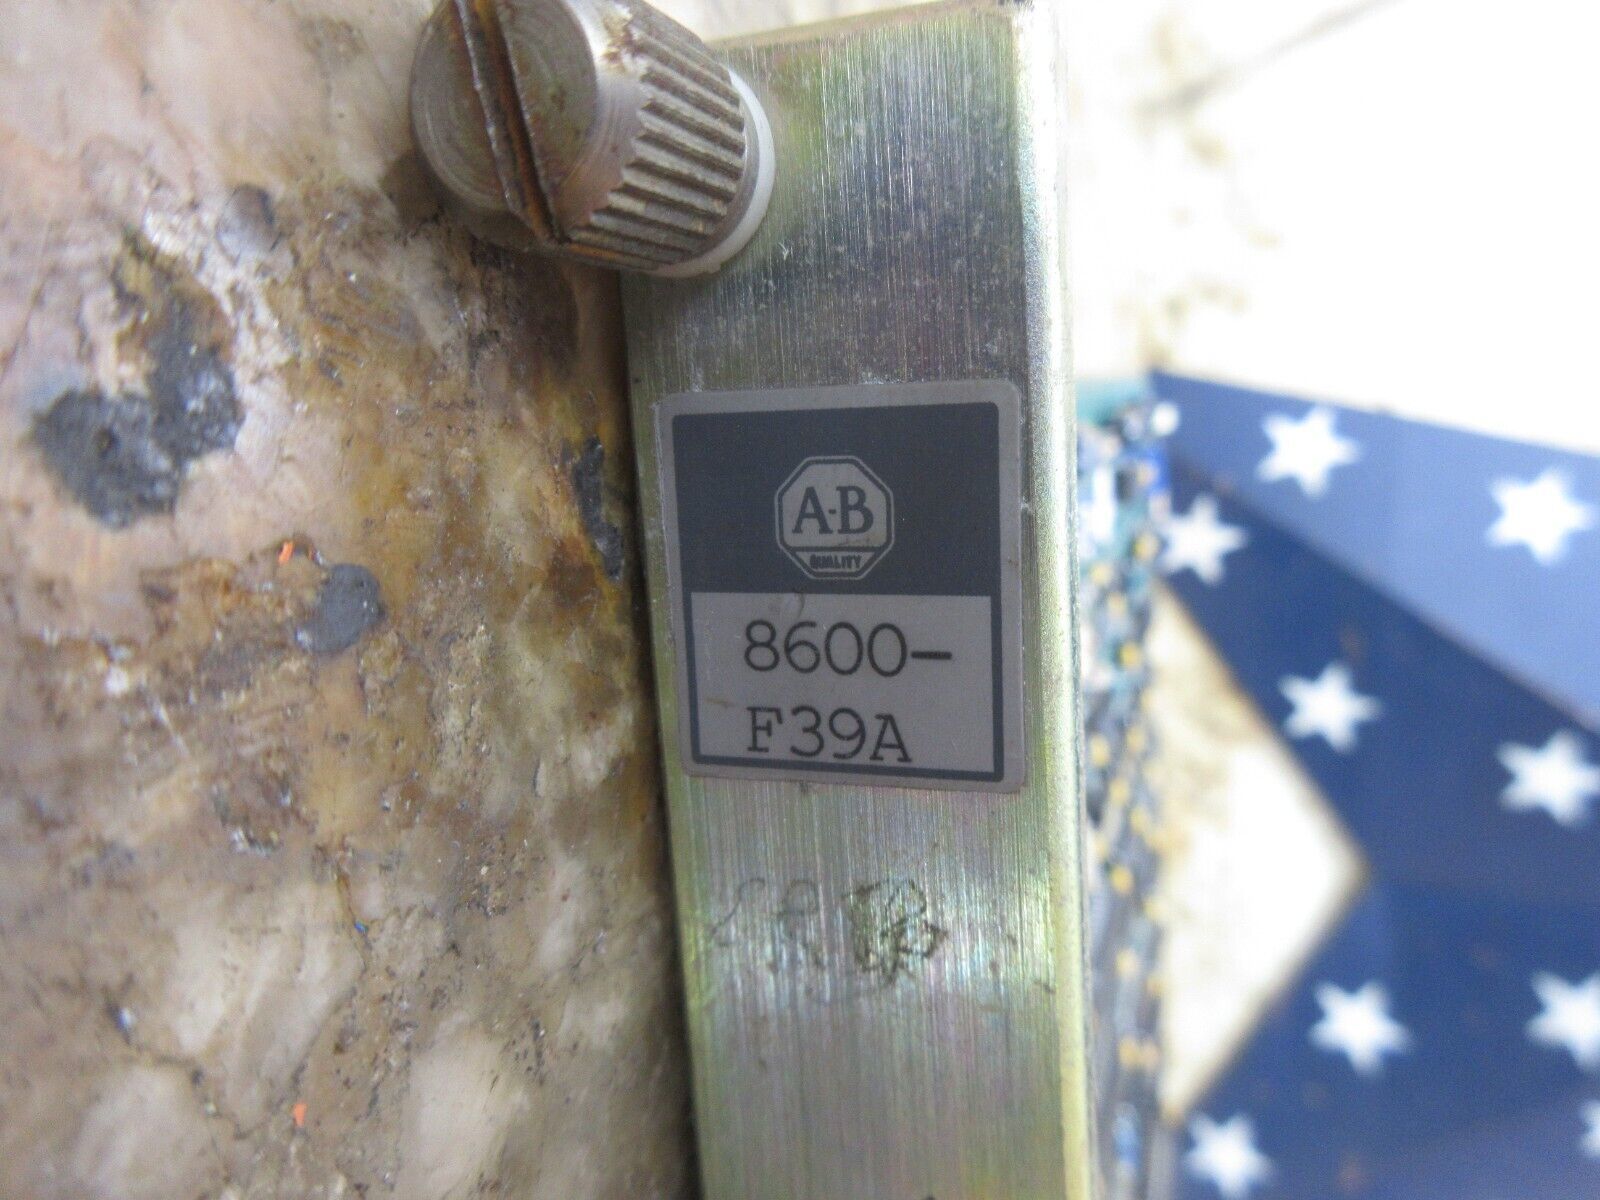 A-B
QUALITY
8600-
F39A